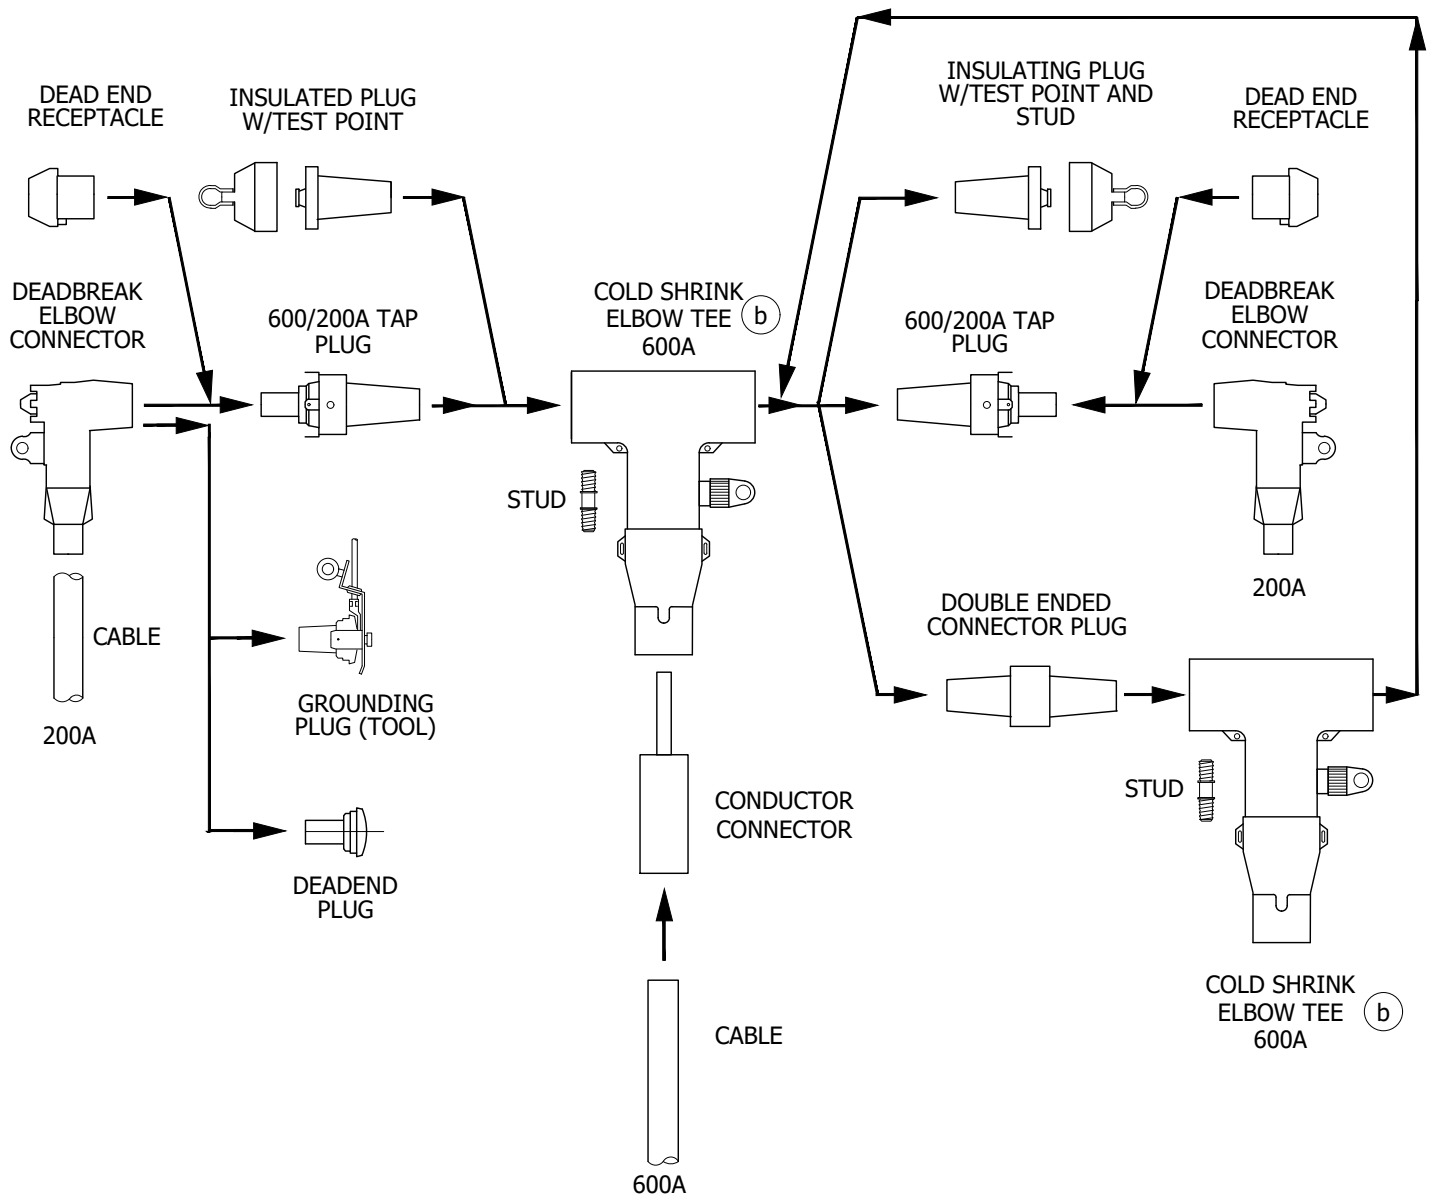 DEAD END
RECEPTACLE
INSULATED PLUG
W/TEST POINT
INSULATING PLUG
W/TEST POINT AND
STUD
DEAD END
RECEPTACLE
DEADBREAK
ELBOW
CONNECTOR
600/200A TAP
PLUG
COLD SHRINK
ELBOW TEE b
600A
600/200A TAP
PLUG
DEADBREAK
ELBOW
CONNECTOR
STUD
200A
CABLE
200A
GROUNDING
PLUG (TOOL)
DOUBLE ENDED
CONNECTOR PLUG
STUD
CONDUCTOR
CONNECTOR
DEADEND
PLUG
COLD SHRINK
ELBOW TEE b
600A
CABLE
600A